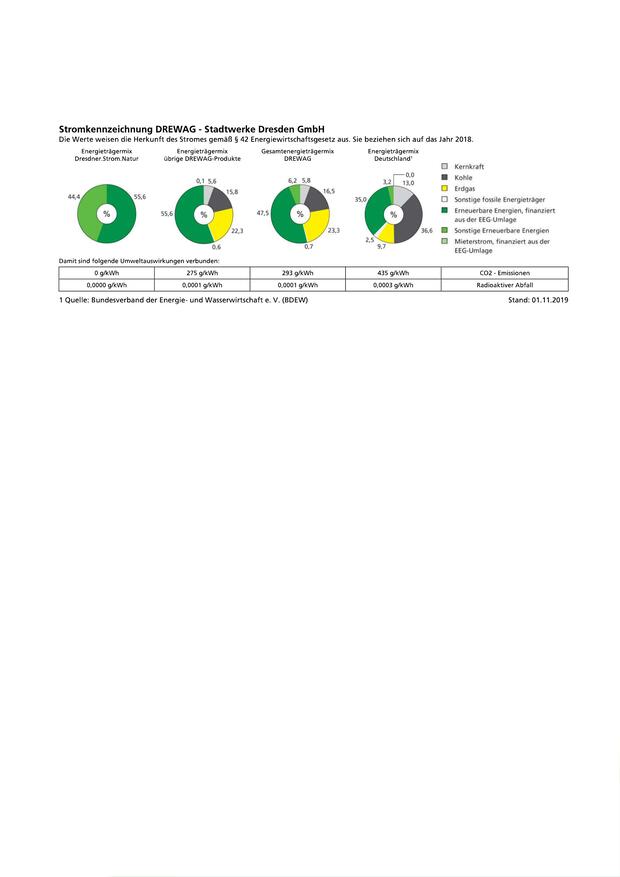 Stromkennzeichnung DREWAG - Stadtwerke Dresden GmbH
Die Werte weisen die Herkunft des Stromes gemäß § 42 Energiewirtschaftsgesetz aus. Sie beziehen sich auf das Jahr 2018.
Energieträgermix
Dresdner.Strom.Natur
44,4
55,6
%
Energieträgermix
übrige DREWAG-Produkte
0,1 5,6
15,8
55,6
%
22,3
0,6
Gesamtenergieträgermix
DREWAG
6,2 5,8
16,5
47,5
%
23,3
0,7
Energieträgermix
Deutschland¹
0,0
3,2
13,0
35,0
%
36,6
2,5
9,7
Kernkraft
Kohle
Erdgas
Sonstige fossile Energieträger
Erneuerbare Energien, finanziert
aus der EEG-Umlage
Sonstige Erneuerbare Energien
Mieterstrom, finanziert aus der
EEG-Umlage
Damit sind folgende Umweltauswirkungen verbunden:
0 g/kWh 275 g/kWh 293 g/kWh 435 g/kWh CO2 - Emissionen
0,0000 g/kWh 0,0001 g/kWh 0,0001 g/kWh 0,0003 g/kWh Radioaktiver Abfall
1 Quelle: Bundesverband der Energie- und Wasserwirtschaft e. V. (BDEW) Stand: 01.11.2019